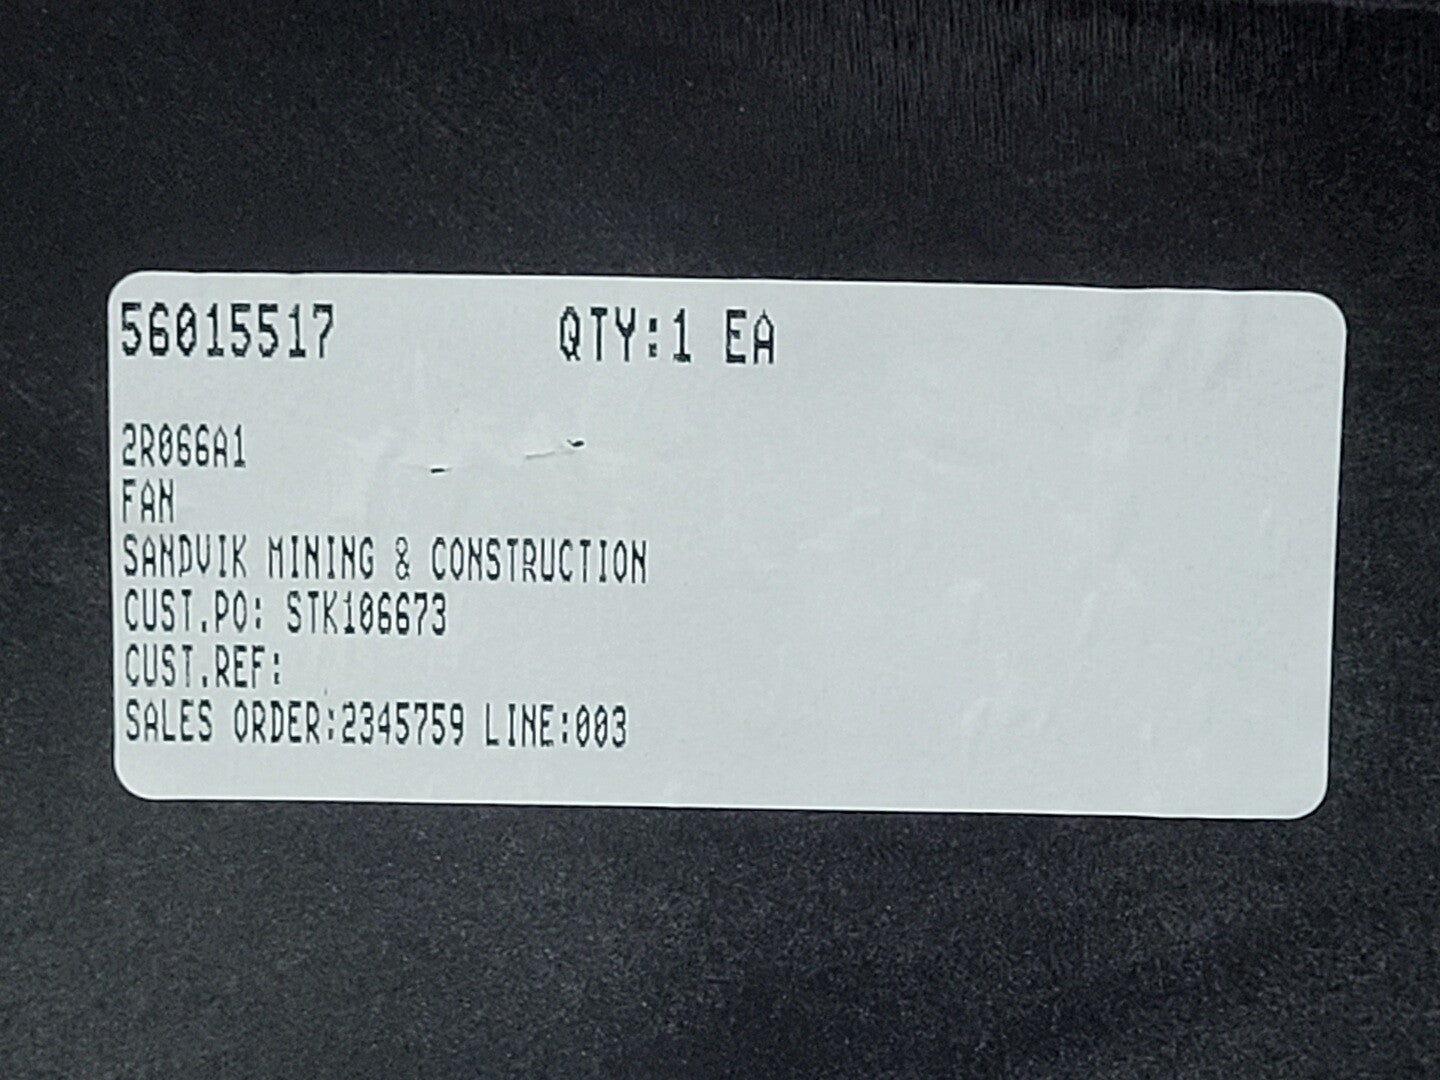 56015517 QTY:1 EA
2R066A1
FAN
SANDVIK MINING & CONSTRUCTION
CUST.PO: STK106673
CUST.REF:
SALES ORDER:2345759 LINE:003